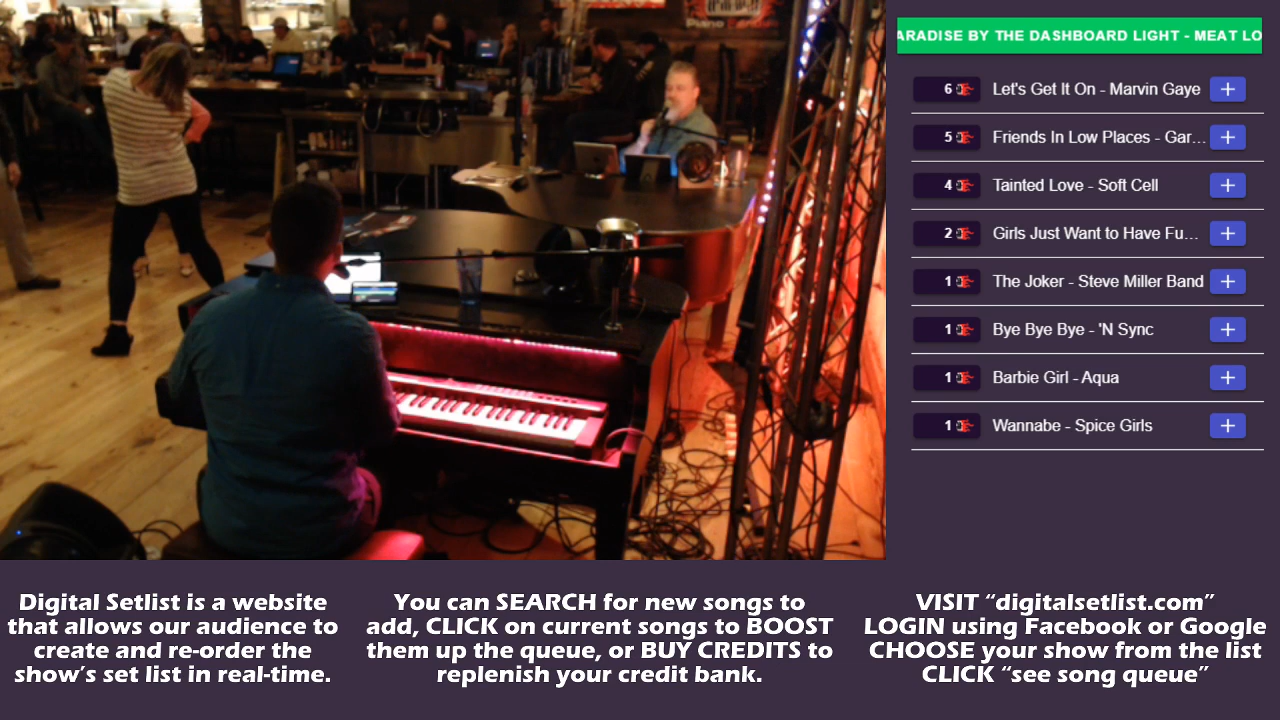 Piano
ARADISE BY THE DASHBOARD LIGHT - MEAT LO
6 Let's Get It On - Marvin Gaye +
5 Friends In Low Places - Gar... +
4 Tainted Love - Soft Cell +
2 Girls Just Want to Have Fu... +
1 The Joker - Steve Miller Band +
1 Bye Bye Bye - 'N Sync +
1 Barbie Girl - Aqua +
1 Wannabe - Spice Girls +
Digital Setlist is a website
that allows our audience to
create and re-order the
show's set list in real-time.
You can SEARCH for new songs to
add, CLICK on current songs to BOOST
them up the queue, or BUY CREDITS to
replenish your credit bank.
VISIT “digitalsetlist.com”
LOGIN using Facebook or Google
CHOOSE your show from the list
CLICK “see song queue”